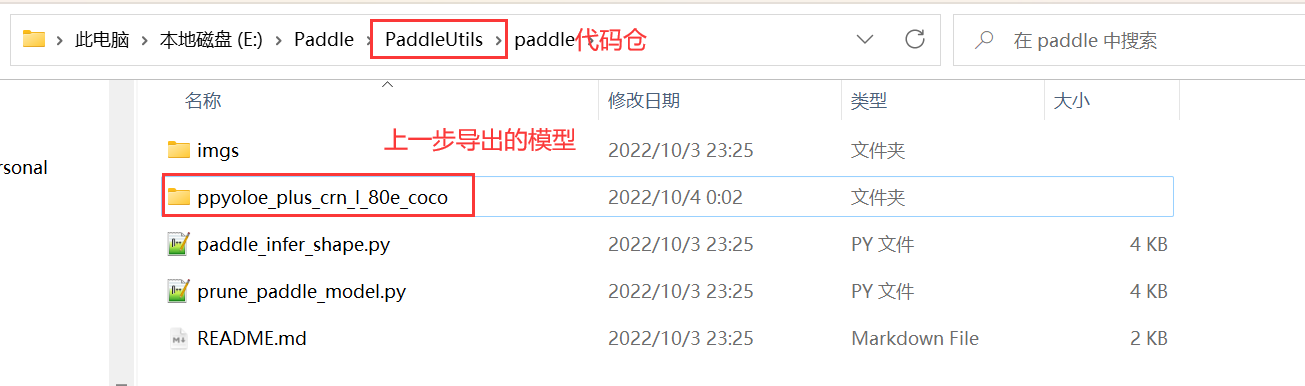 此电脑 › 本地磁盘 (E:) › Paddle › PaddleUtils › paddle 代码仓
在 paddle 中搜索
名称 修改日期 类型 大小
上一步导出的模型
rsonal
imgs 2022/10/3 23:25 文件夹
ppyoloe_plus_crn_l_80e_coco 2022/10/4 0:02 文件夹
paddle_infer_shape.py 2022/10/3 23:25 PY 文件 4 KB
prune_paddle_model.py 2022/10/3 23:25 PY 文件 4 KB
README.md 2022/10/3 23:25 Markdown File 2 KB